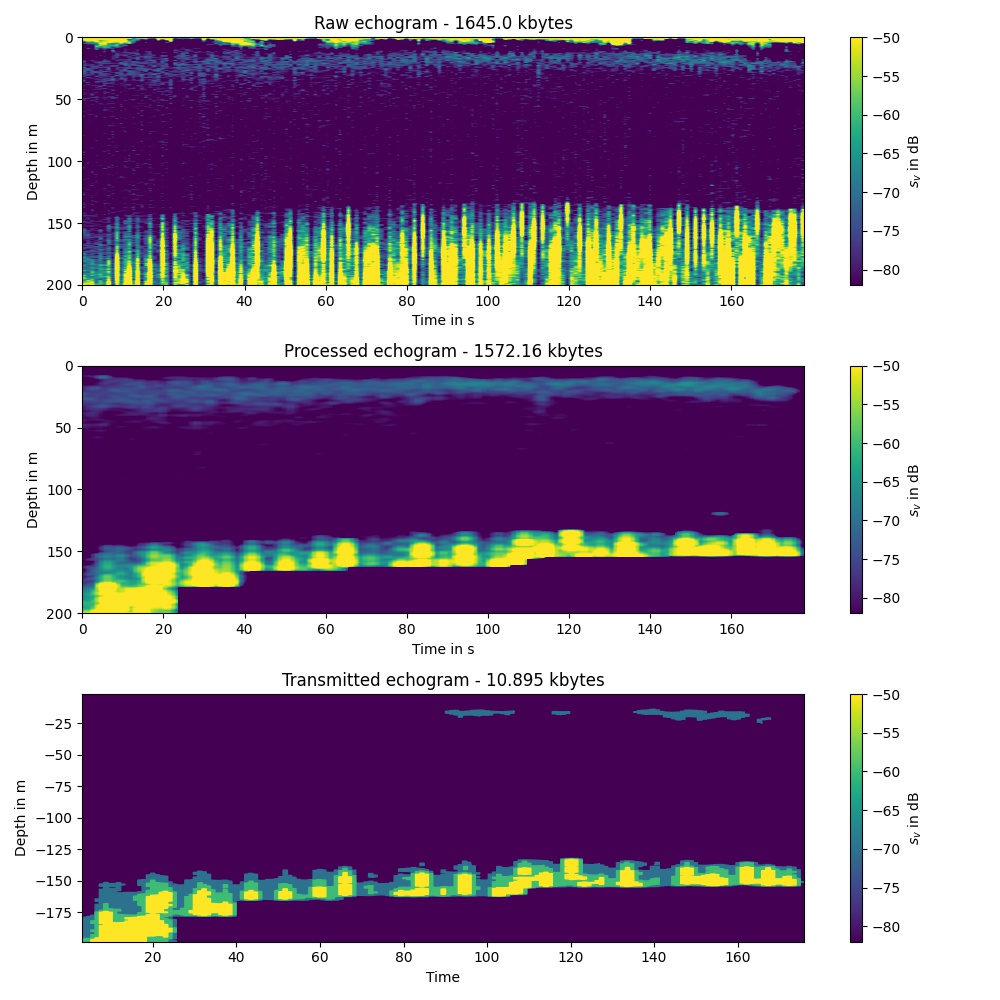 Raw echogram - 1645.0 kbytes
0
50
100
150
200
Depth in m
0 20 40 60 80 100 120 140 160
Time in s
−50
−55
−60
−65
−70
−75
−80
sv in dB
Processed echogram - 1572.16 kbytes
0
50
100
150
200
Depth in m
0 20 40 60 80 100 120 140 160
Time in s
−50
−55
−60
−65
−70
−75
−80
sv in dB
Transmitted echogram - 10.895 kbytes
−25
−50
−75
−100
−125
−150
−175
Depth in m
20 40 60 80 100 120 140 160
Time
−50
−55
−60
−65
−70
−75
−80
sv in dB